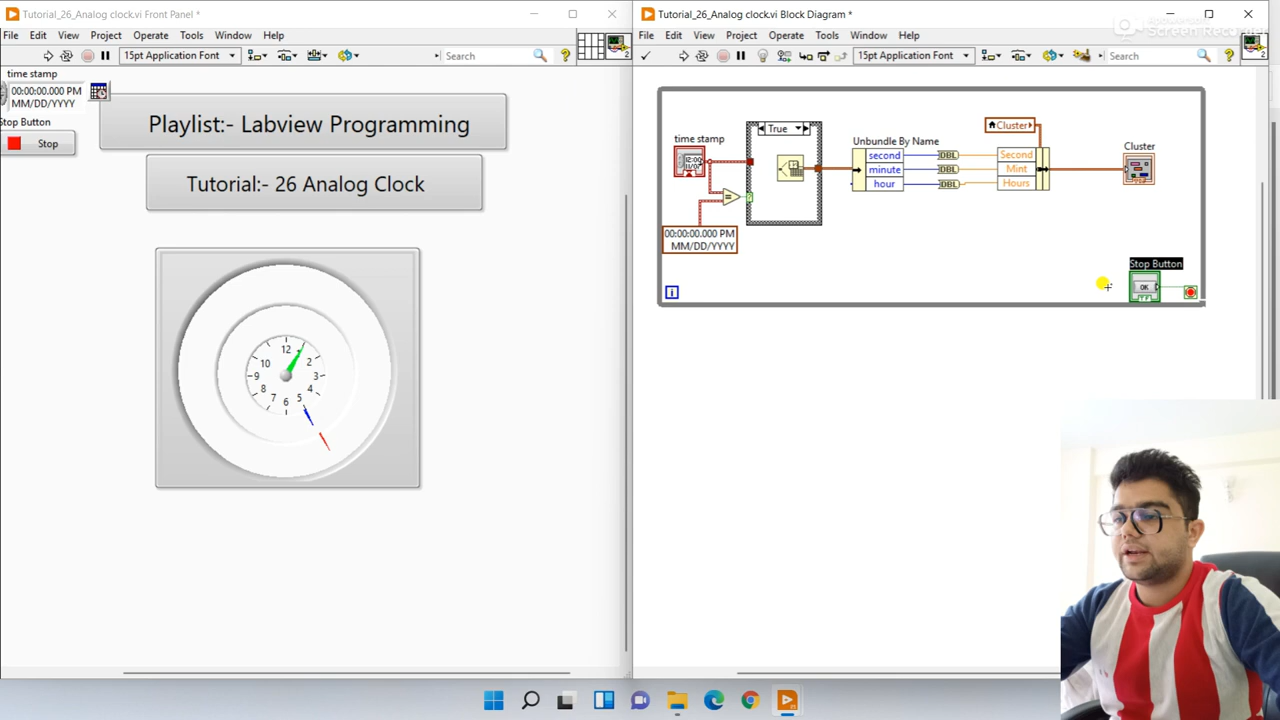 Tutorial_26_Analog clock.vi Front Panel *
File Edit View Project Operate Tools Window Help
15pt Application Font
Search
time stamp
00:00:00.000 PM
MM/DD/YYYY
Stop Button
Stop
Playlist:- Labview Programming
Tutorial:- 26 Analog Clock
12
2
3
4
5
6
7
8
9
10
Tutorial_26_Analog clock.vi Block Diagram *
File Edit View Project Operate Tools Window Help
15pt Application Font
Search
Screen Recorder
time stamp
True
Unbundle By Name
second
minute
hour
DBL
DBL
DBL
Cluster
Second
Mint
Hours
Cluster
00:00:00.000 PM
MM/DD/YYYY
Stop Button
OK
i